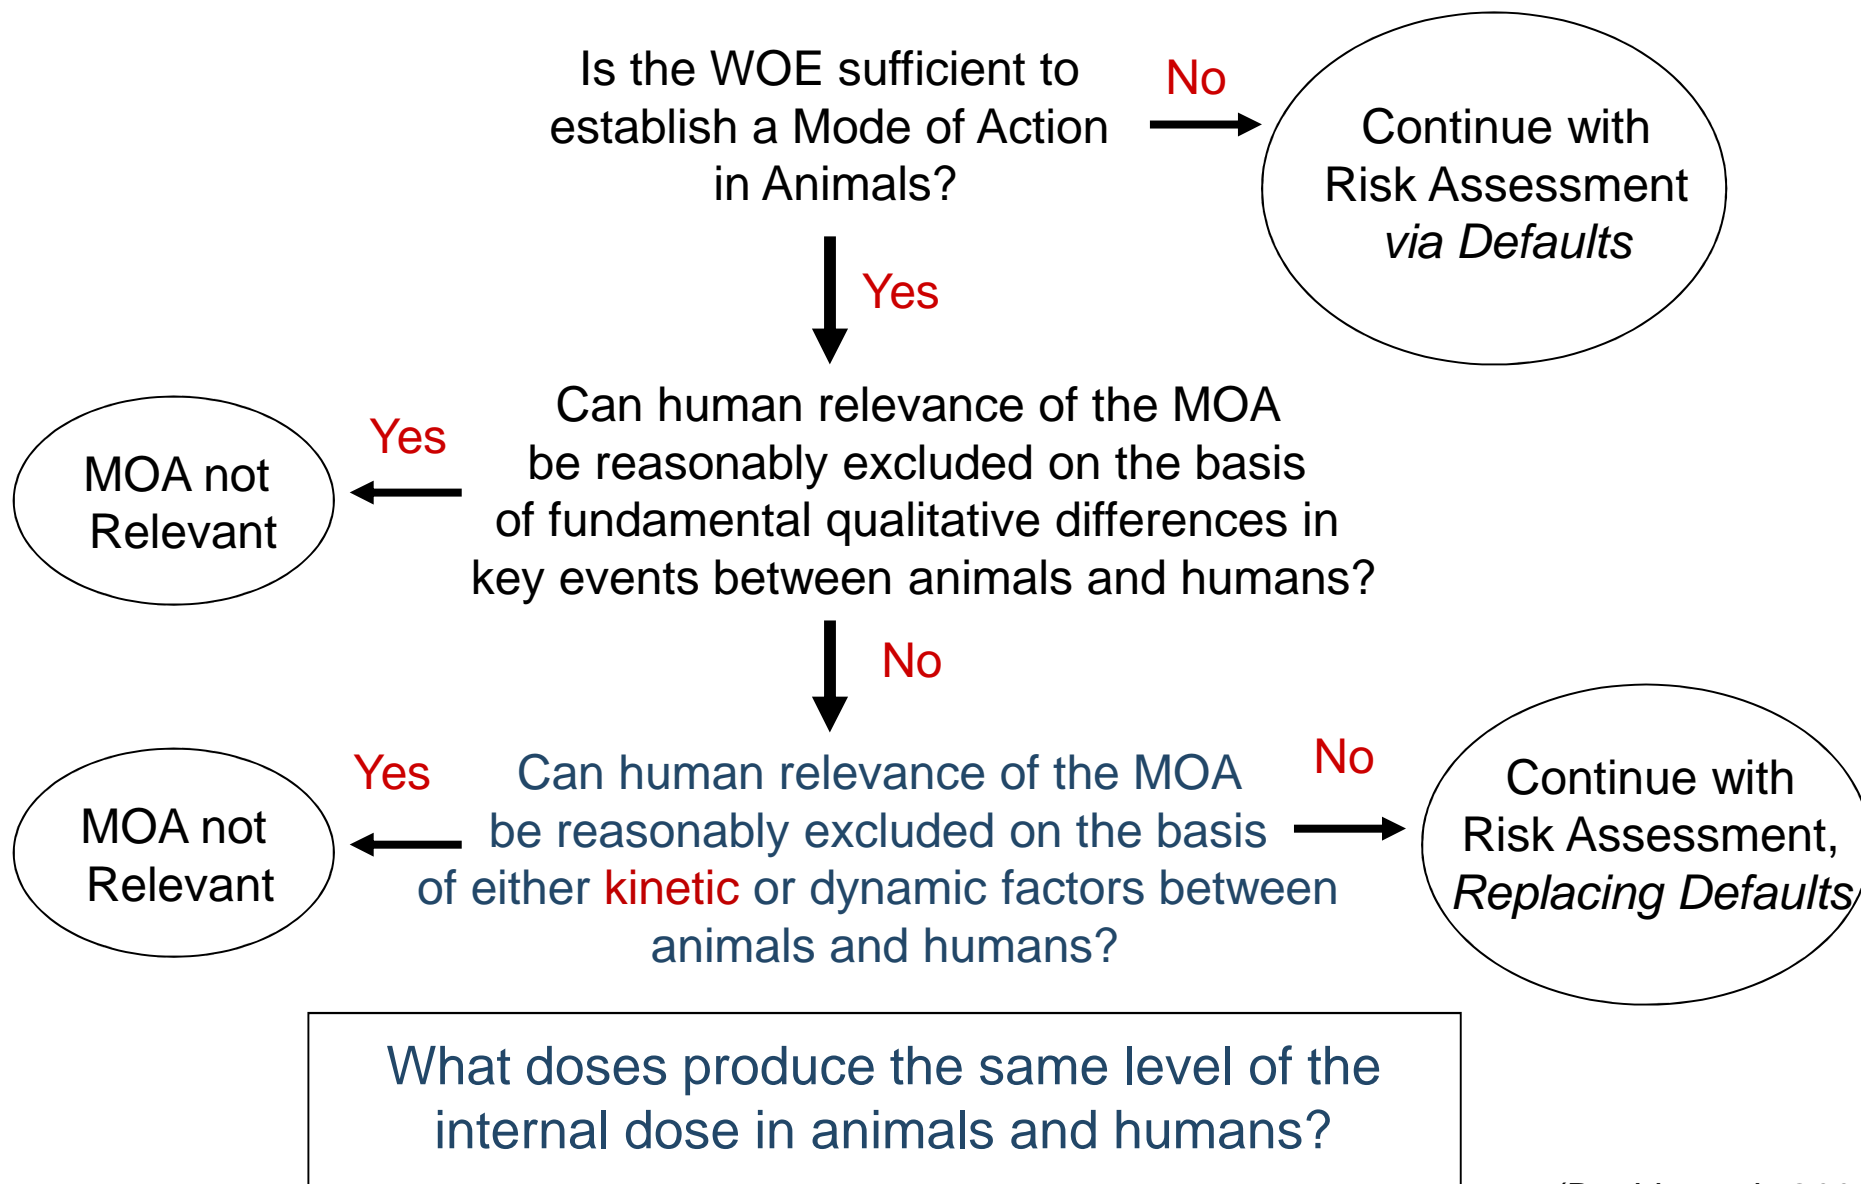 Is the WOE sufficient to
establish a Mode of Action
in Animals?
No
Continue with
Risk Assessment
via Defaults
Yes
Can human relevance of the MOA
be reasonably excluded on the basis
of fundamental qualitative differences in
key events between animals and humans?
Yes
MOA not
Relevant
No
Can human relevance of the MOA
be reasonably excluded on the basis
of either kinetic or dynamic factors between
animals and humans?
Yes
MOA not
Relevant
No
Continue with
Risk Assessment,
Replacing Defaults
What doses produce the same level of the
internal dose in animals and humans?